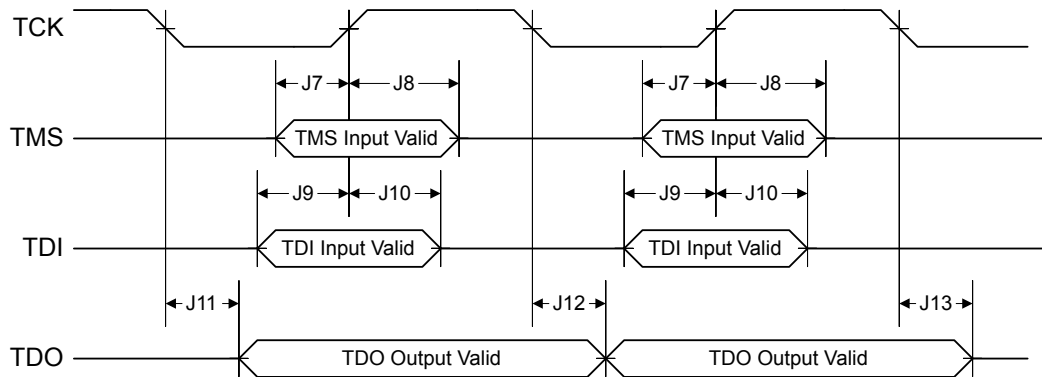 TCK
J7 J8 J7 J8
TMS TMS Input Valid TMS Input Valid
J9 J10 J9 J10
TDI TDI Input Valid TDI Input Valid
J11 J12 J13
TDO TDO Output Valid TDO Output Valid